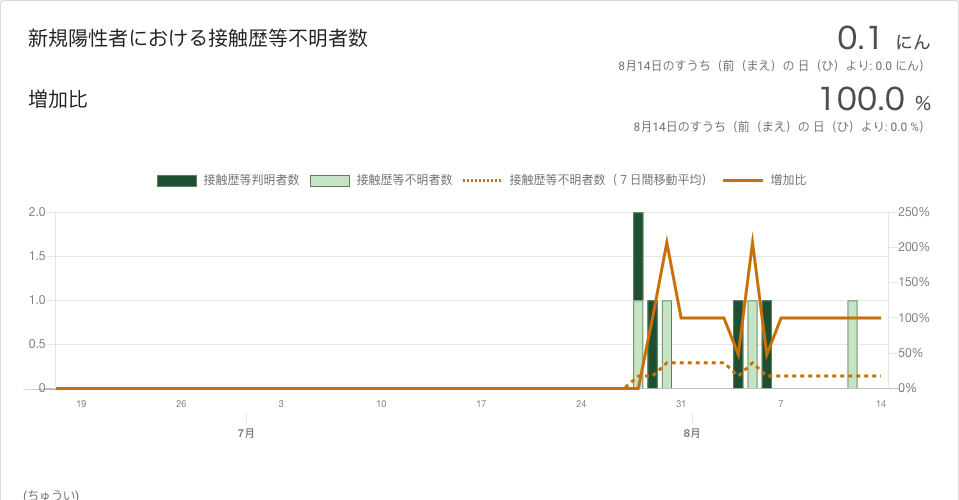 新規陽性者における接触歴等不明者数
0.1 にん
8月14日のすうち（前（まえ）の 日（ひ）より: 0.0 にん）
増加比
100.0 %
8月14日のすうち（前（まえ）の 日（ひ）より: 0.0 %）
接触歴等判明者数 接触歴等不明者数 接触歴等不明者数（７日間移動平均） 増加比
2.0 250%
200%
1.5
150%
1.0 100%
0.5
50%
0 0%
19 26 3 10 17 24 31 7 14
7月 8月
(ちゅうい)